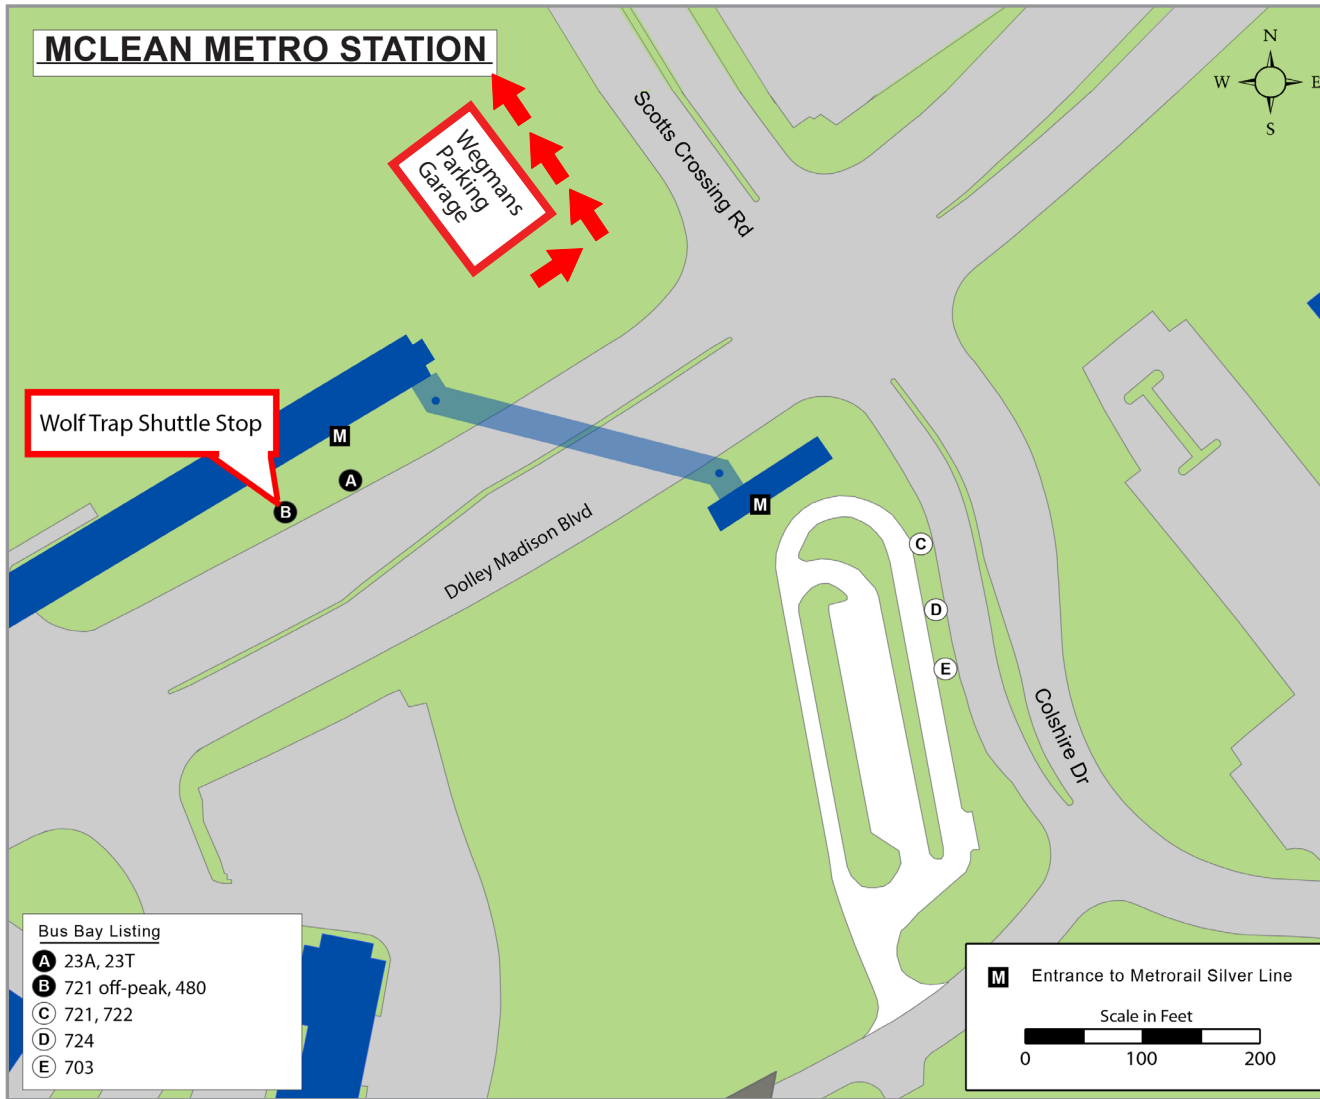 MCLEAN METRO STATION
N
W
E
S
Scotts Crossing Rd
Wegmans
Parking
Garage
Wolf Trap Shuttle Stop
M
A
B
M
Dolley Madison Blvd
C
D
E
Colshire Dr
Bus Bay Listing
A 23A, 23T
B 721 off-peak, 480
C 721, 722
D 724
E 703
M Entrance to Metrorail Silver Line
Scale in Feet
0 100 200